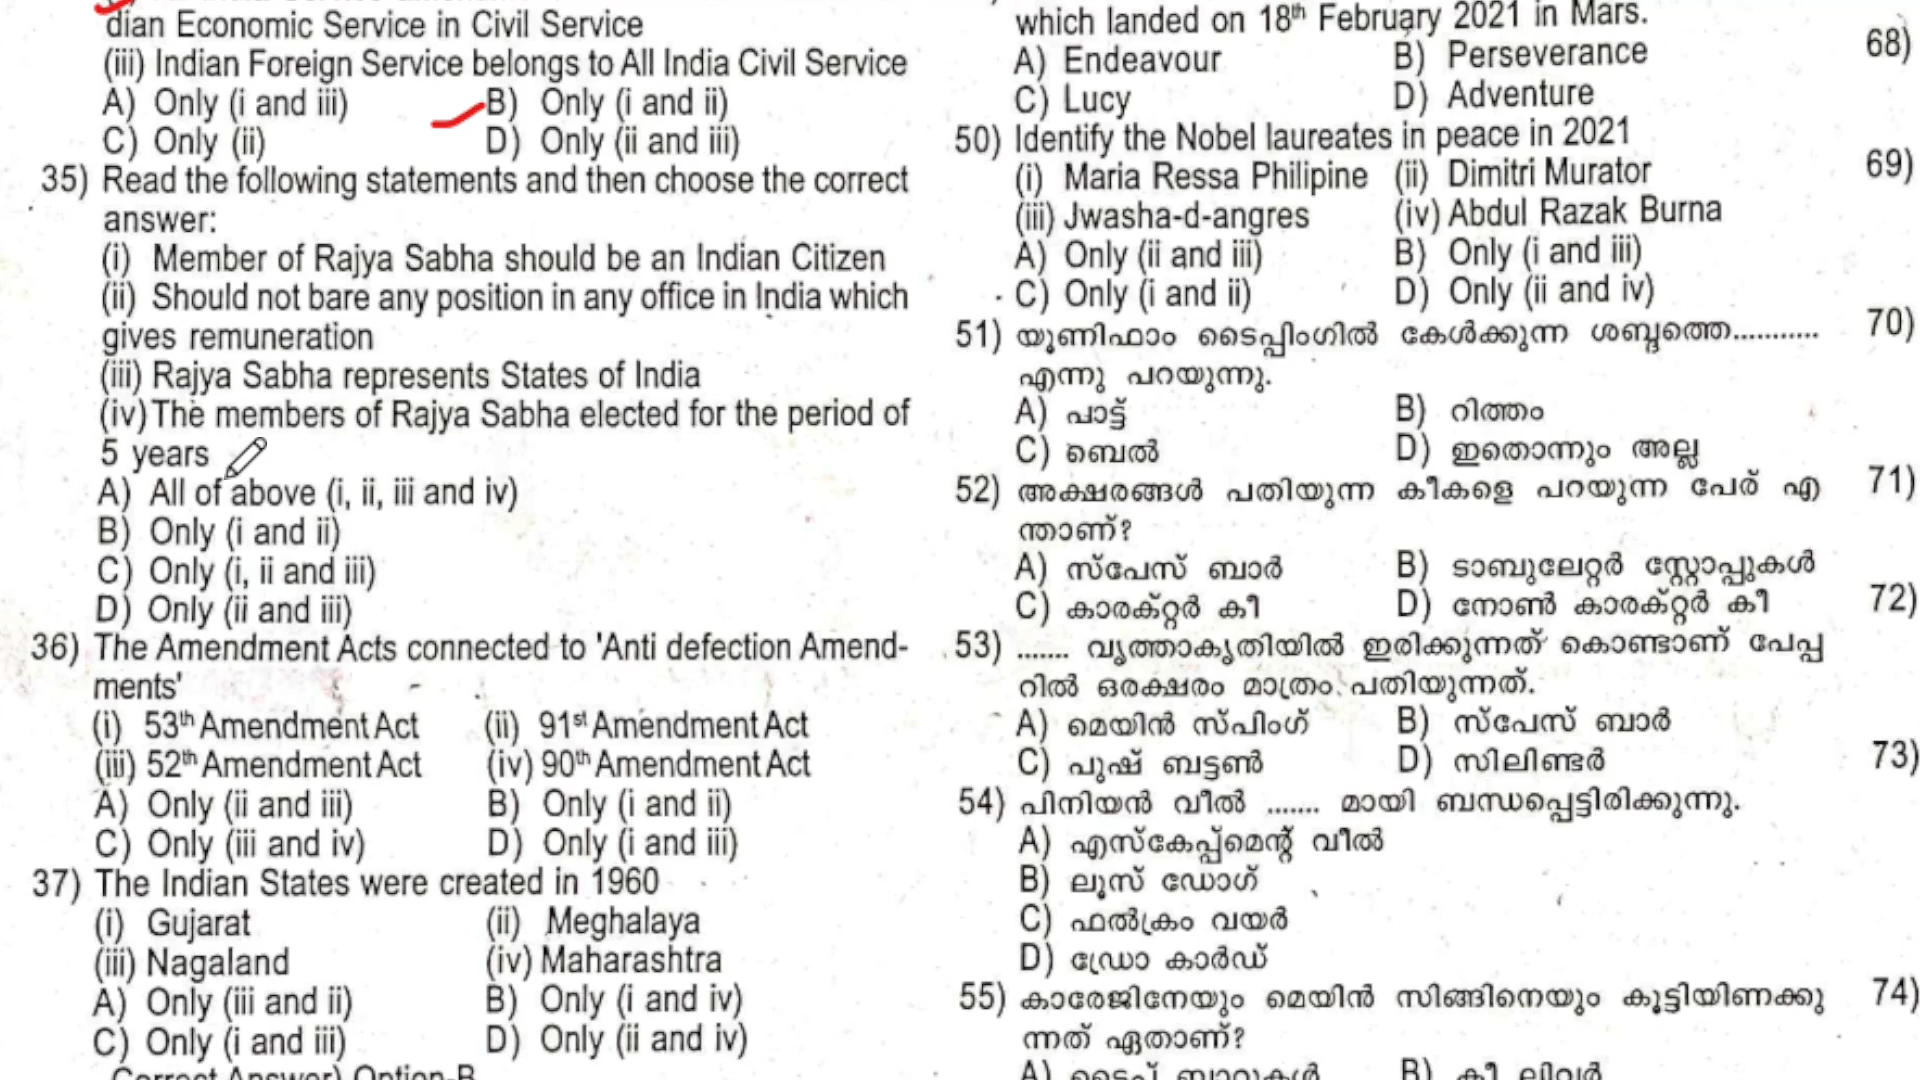 dian Economic Service in Civil Service
(iii) Indian Foreign Service belongs to All India Civil Service
A) Only (i and iii) B) Only (i and ii)
C) Only (ii) D) Only (ii and iii)
35) Read the following statements and then choose the correct
answer:
(i) Member of Rajya Sabha should be an Indian Citizen
(ii) Should not bare any position in any office in India which
gives remuneration
(iii) Rajya Sabha represents States of India
(iv) The members of Rajya Sabha elected for the period of
5 years
A) All of above (i, ii, iii and iv)
B) Only (i and ii)
C) Only (i, ii and iii)
D) Only (ii and iii)
36) The Amendment Acts connected to 'Anti defection Amend-
ments'
(i) 53th Amendment Act (ii) 91st Amendment Act
(iii) 52th Amendment Act (iv) 90th Amendment Act
A) Only (ii and iii) B) Only (i and ii)
C) Only (iii and iv) D) Only (i and iii)
37) The Indian States were created in 1960
(i) Gujarat (ii) Meghalaya
(iii) Nagaland (iv) Maharashtra
A) Only (iii and ii) B) Only (i and iv)
C) Only (i and iii) D) Only (ii and iv)
Correct Answer) Option-B
which landed on 18th February 2021 in Mars.
A) Endeavour B) Perseverance
C) Lucy D) Adventure
50) Identify the Nobel laureates in peace in 2021
(i) Maria Ressa Philipine (ii) Dimitri Murator
(iii) Jwasha-d-angres (iv) Abdul Razak Burna
A) Only (ii and iii) B) Only (i and iii)
C) Only (i and ii) D) Only (ii and iv)
51) യൂണിഫാം ടൈപ്പിംഗിൽ കേൾക്കുന്ന ശബ്ദത്തെ...........
എന്നു പറയുന്നു.
A) പാട്ട് B) റിത്തം
C) ബെൽ D) ഇതൊന്നും അല്ല
52) അക്ഷരങ്ങൾ പതിയുന്ന കീകളെ പറയുന്ന പേര് എ
ന്താണ്?
A) സ്പേസ് ബാർ B) ടാബുലേറ്റർ സ്റ്റോപ്പുകൾ
C) കാരക്റ്റർ കീ D) നോൺ കാരക്റ്റർ കീ
53) ....... വൃത്താകൃതിയിൽ ഇരിക്കുന്നത് കൊണ്ടാണ് പേപ്പ
റിൽ ഒരക്ഷരം മാത്രം പതിയുന്നത്.
A) മെയിൻ സ്പിംഗ് B) സ്പേസ് ബാർ
C) പുഷ് ബട്ടൺ D) സിലിണ്ടർ
54) പിനിയൻ വീൽ ....... മായി ബന്ധപ്പെട്ടിരിക്കുന്നു.
A) എസ്കേപ്പ്മെന്റ് വീൽ
B) ലൂസ് ഡോഗ്
C) ഫൽക്രം വയർ
D) ഡ്രോ കാർഡ്
55) കാരേജിനേയും മെയിൻ സിങ്ങിനെയും കൂട്ടിയിണക്കു
ന്നത് ഏതാണ്?
A) ടൈപ്പ് ബാറുകൾ B) കീ ലിവർ
68)
69)
70)
71)
72)
73)
74)